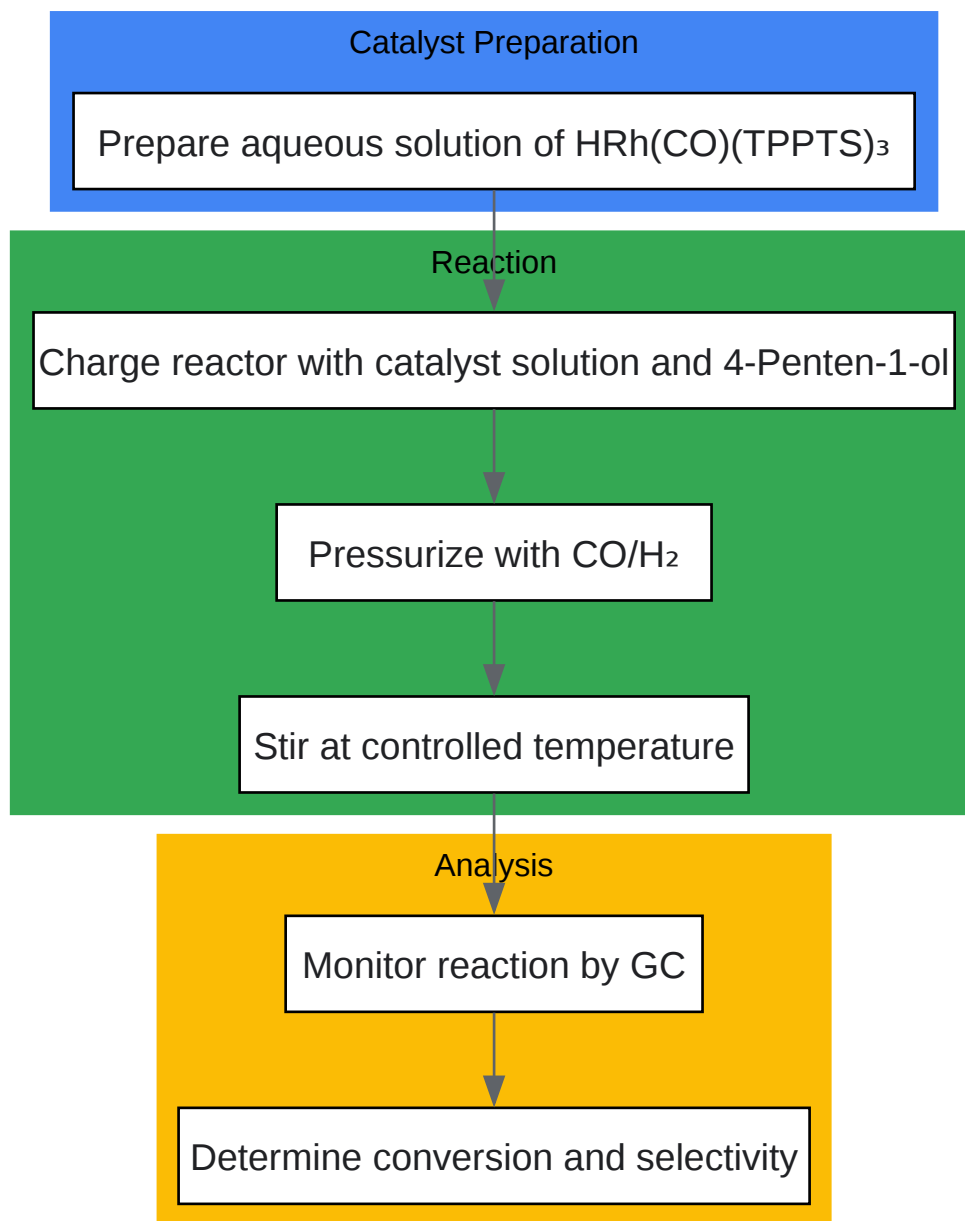 Catalyst Preparation
Prepare aqueous solution of HRh(CO)(TPPTS)₃
Reaction
Charge reactor with catalyst solution and 4-Penten-1-ol
Pressurize with CO/H₂
Stir at controlled temperature
Analysis
Monitor reaction by GC
Determine conversion and selectivity